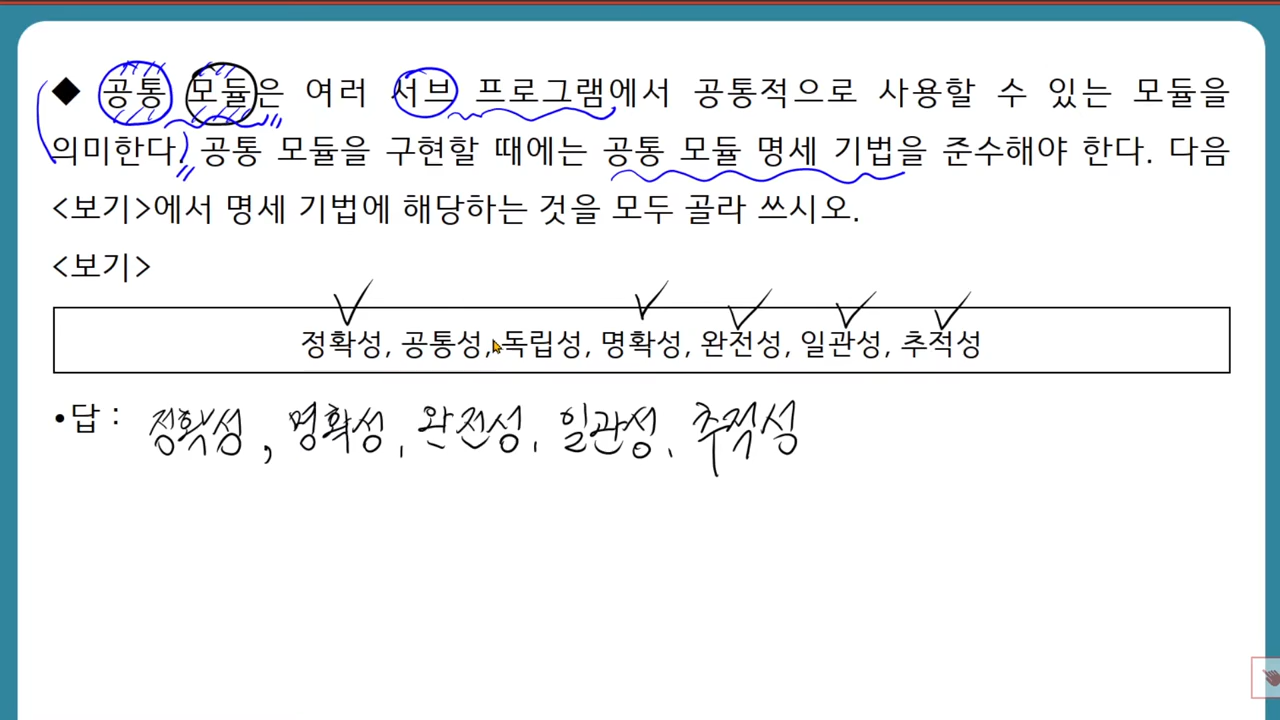 ◆ 공통 모듈은 여러 서브 프로그램에서 공통적으로 사용할 수 있는 모듈을
의미한다. 공통 모듈을 구현할 때에는 공통 모듈 명세 기법을 준수해야 한다. 다음
<보기>에서 명세 기법에 해당하는 것을 모두 골라 쓰시오.
<보기>
정확성, 공통성, 독립성, 명확성, 완전성, 일관성, 추적성
•답 : 정확성, 명확성, 완전성, 일관성, 추적성